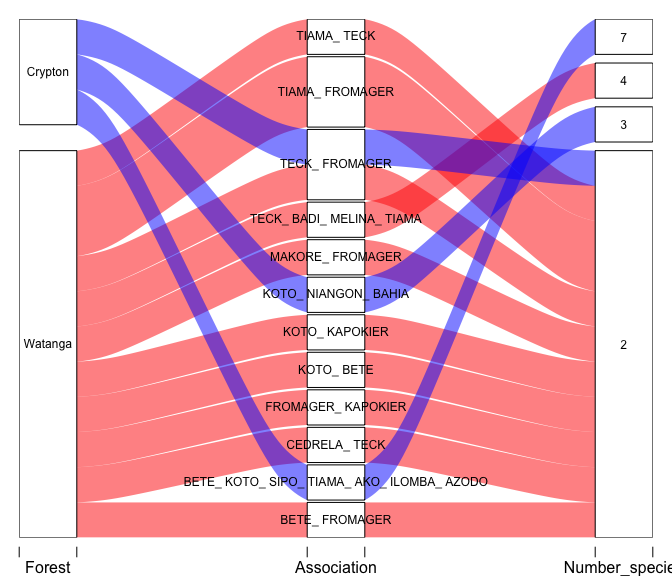 Crypton
Watanga
TIAMA_ TECK
TIAMA_ FROMAGER
TECK_ FROMAGER
TECK_ BADI_ MELINA_ TIAMA
MAKORE_ FROMAGER
KOTO_ NIANGON_ BAHIA
KOTO_ KAPOKIER
KOTO_ BETE
FROMAGER_ KAPOKIER
CEDRELA_ TECK
BETE_ KOTO_ SIPO_ TIAMA_ AKO_ ILOMBA_ AZODO
BETE_ FROMAGER
7
4
3
2
Forest
Association
Number_specie